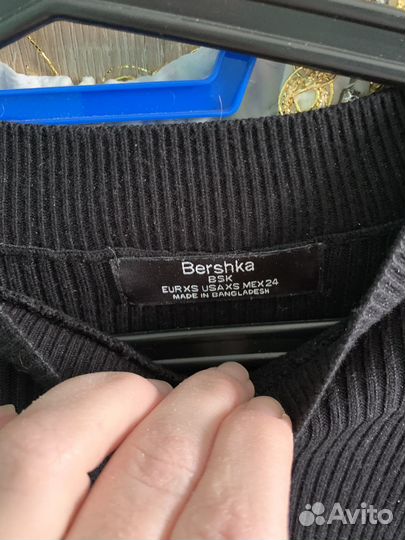 Bershka
BSK
EUR XS USA XS MEX 24
MADE IN BANGLADESH
Avito